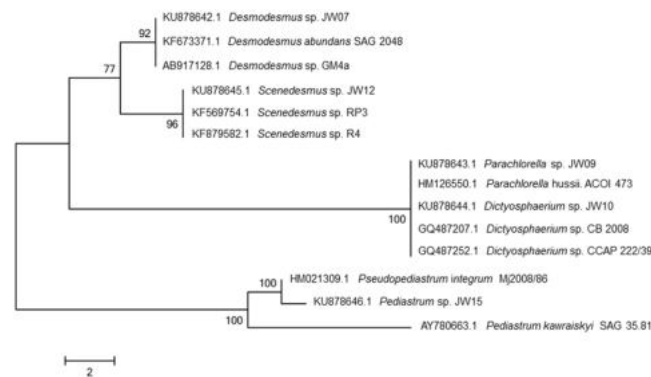 KU878642.1 Desmodesmus sp. JW07
92
KF673371.1 Desmodesmus abundans SAG 2048
AB917128.1 Desmodesmus sp. GM4a
77
KU878645.1 Scenedesmus sp. JW12
KF569754.1 Scenedesmus sp. RP3
96
KF879582.1 Scenedesmus sp. R4
KU878643.1 Parachlorella sp. JW09
HM126550.1 Parachlorella hussii. ACOI 473
KU878644.1 Dictyosphaerium sp. JW10
100
GQ487207.1 Dictyosphaerium sp. CB 2008
GQ487252.1 Dictyosphaerium sp. CCAP 222/39
HM021309.1 Pseudopediastrum integrum Mj2008/86
100
KU878646.1 Pediastrum sp. JW15
100
AY780663.1 Pediastrum kawraiskyi SAG 35.81
2